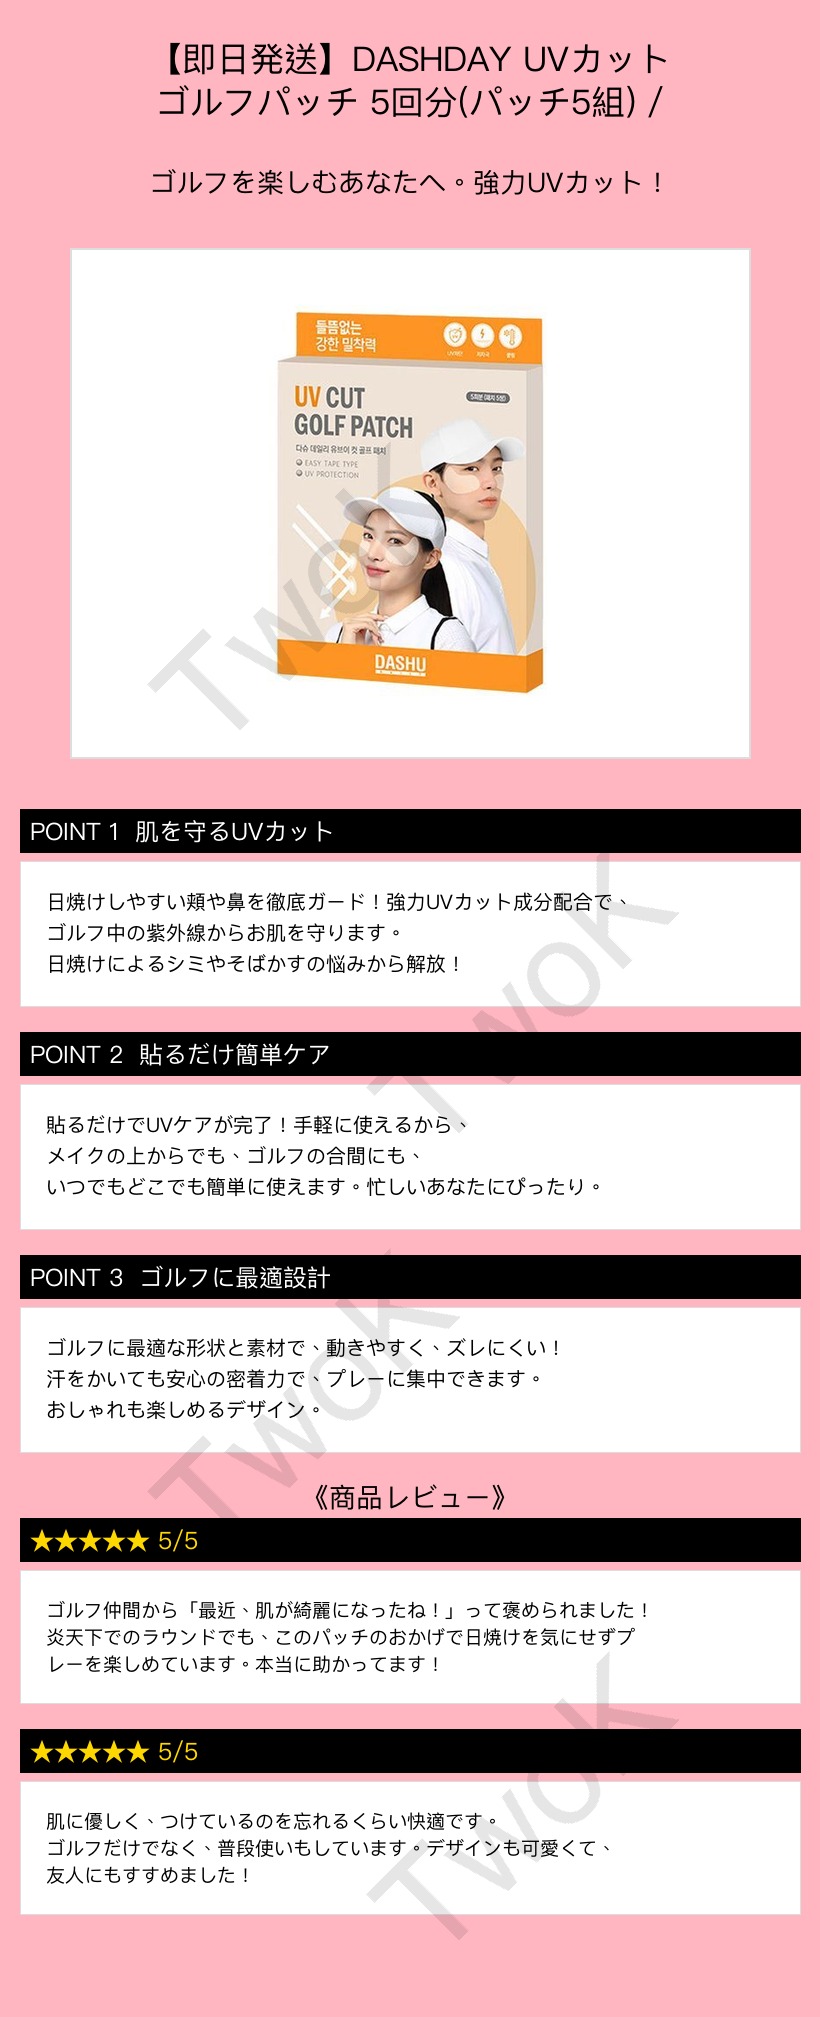 【即日発送】DASHDAY UVカット
ゴルフパッチ 5回分(パッチ5組) /
ゴルフを楽しむあなたへ。強力UVカット！
들뜸없는
강한 밀착력
UV차단
저자극
쿨링
UV CUT
GOLF PATCH
5회분 (패치 5쌍)
다슈 데일리 유브이 컷 골프 패치
EASY TAPE TYPE
UV PROTECTION
DASHU
TwoK
POINT 1 肌を守るUVカット
日焼けしやすい頬や鼻を徹底ガード！強力UVカット成分配合で、
ゴルフ中の紫外線からお肌を守ります。
日焼けによるシミやそばかすの悩みから解放！
TwoK
POINT 2 貼るだけ簡単ケア
貼るだけでUVケアが完了！手軽に使えるから、
メイクの上からでも、ゴルフの合間にも、
いつでもどこでも簡単に使えます。忙しいあなたにぴったり。
POINT 3 ゴルフに最適設計
ゴルフに最適な形状と素材で、動きやすく、ズレにくい！
汗をかいても安心の密着力で、プレーに集中できます。
おしゃれも楽しめるデザイン。
TwoK
《商品レビュー》
★★★★★ 5/5
ゴルフ仲間から「最近、肌が綺麗になったね！」って褒められました！
炎天下でのラウンドでも、このパッチのおかげで日焼けを気にせずプ
レーを楽しめています。本当に助かってます！
★★★★★ 5/5
肌に優しく、つけているのを忘れるくらい快適です。
ゴルフだけでなく、普段使いもしています。デザインも可愛くて、
友人にもすすめました！
TwoK